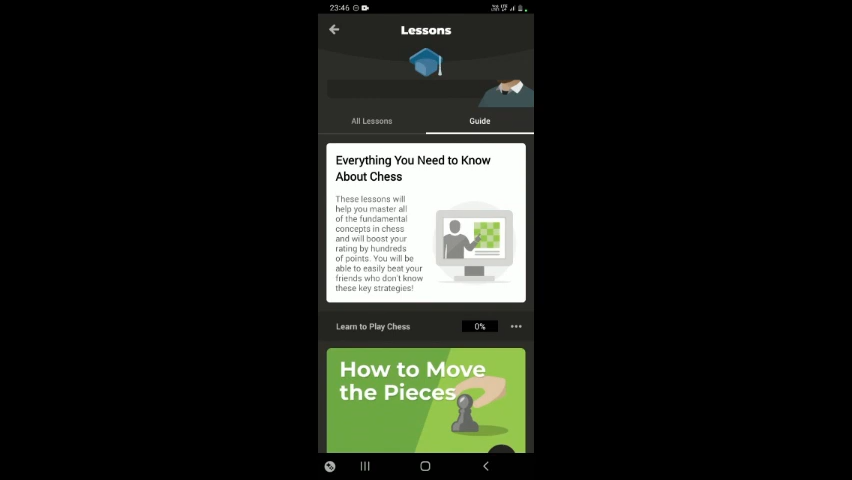 23:46
Lessons
All Lessons
Guide
Everything You Need to Know
About Chess
These lessons will
help you master all
of the fundamental
concepts in chess
and will boost your
rating by hundreds
of points. You will be
able to easily beat your
friends who don't know
these key strategies!
Learn to Play Chess
0%
How to Move
the Pieces